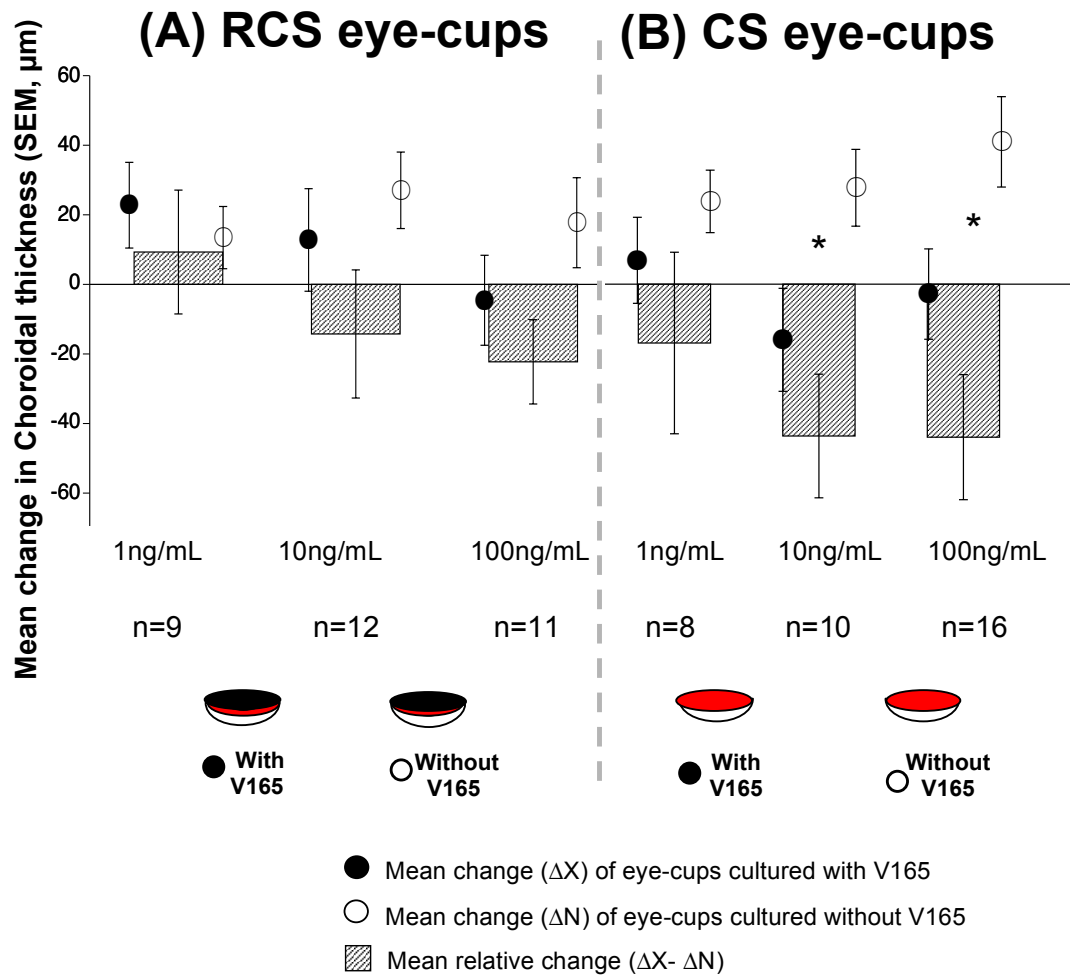 (A) RCS eye-cups
(B) CS eye-cups
Mean change in Choroidal thickness (SEM, µm)
60
40
20
0
-20
-40
-60
*
*
1ng/mL 10ng/mL 100ng/mL 1ng/mL 10ng/mL 100ng/mL
n=9 n=12 n=11 n=8 n=10 n=16
With
V165
Without
V165
With
V165
Without
V165
Mean change (ΔX) of eye-cups cultured with V165
Mean change (ΔN) of eye-cups cultured without V165
Mean relative change (ΔX- ΔN)